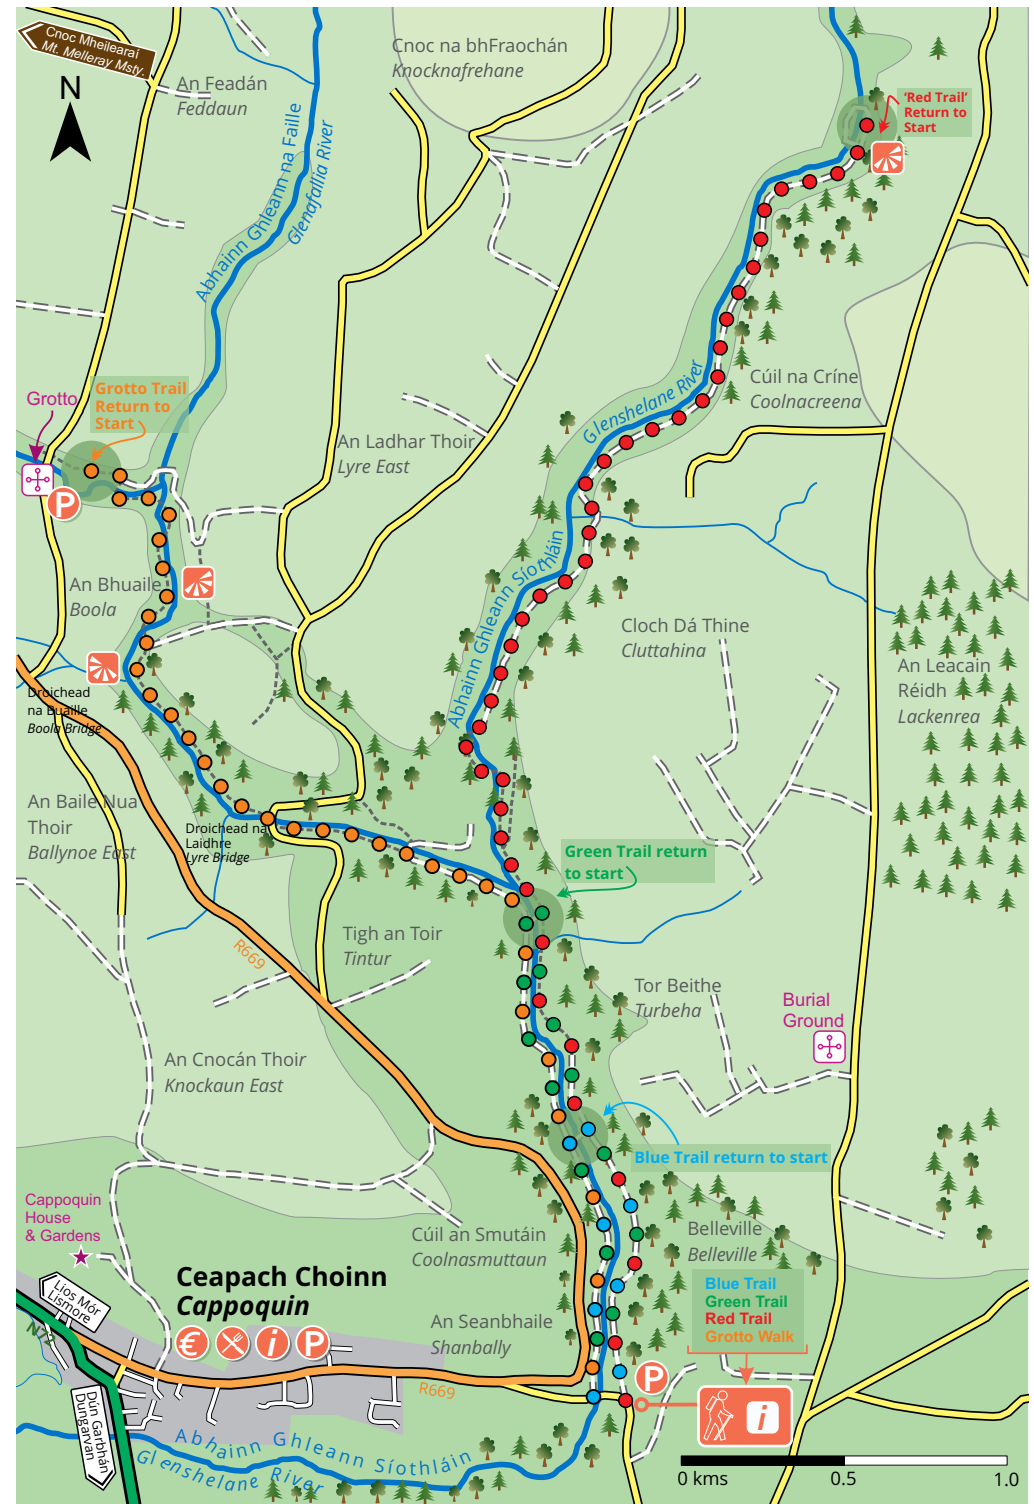 Cnoc Mheilearaí
Mt. Melleray Msty.
N
An Feadán
Feddaun
Cnoc na bhFraochán
Knocknafrehane
'Red Trail'
Return to
Start
Abhainn Ghleann na Faille
Glenafallia River
Grotto
Grotto Trail
Return to
Start
P
An Ladhar Thoir
Lyre East
Glenshelane River
Cúil na Críne
Coolnacreena
Abhainn Ghleann Síothláin
An Bhuaile
Boola
Cloch Dá Thine
Cluttahina
An Leacain
Réidh
Lackenrea
Droichead
na Buaille
Boola Bridge
An Baile Nua
Thoir
Ballynoe East
Droichead na
Laidhre
Lyre Bridge
Green Trail return
to start
R669
Tigh an Toir
Tintur
Tor Beithe
Turbeha
Burial
Ground
An Cnocán Thoir
Knockaun East
Blue Trail return to start
Cappoquin
House
& Gardens
Cúil an Smutáin
Coolnasmuttaun
Belleville
Belleville
Lios Mór
Lismore
N72
Ceapach Choinn
Cappoquin
€ i P
An Seanbhaile
Shanbally
Blue Trail
Green Trail
Red Trail
Grotto Walk
P
R669
i
Dún Garbhán
Dungarvan
Abhainn Ghleann Síothláin
Glenshelane River
0 kms 0.5 1.0